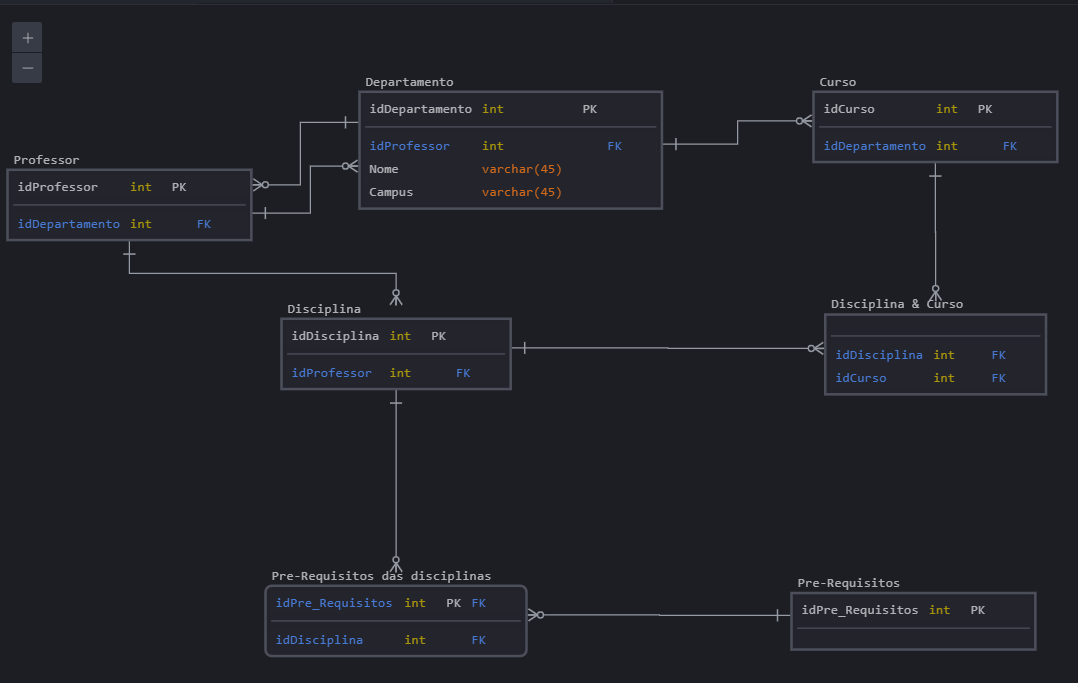 +
−
Departamento
idDepartamento int PK
idProfessor int FK
Nome varchar(45)
Campus varchar(45)
Curso
idCurso int PK
idDepartamento int FK
Professor
idProfessor int PK
idDepartamento int FK
Disciplina
idDisciplina int PK
idProfessor int FK
Disciplina & Curso
idDisciplina int FK
idCurso int FK
Pre-Requisitos das disciplinas
idPre_Requisitos int PK FK
idDisciplina int FK
Pre-Requisitos
idPre_Requisitos int PK